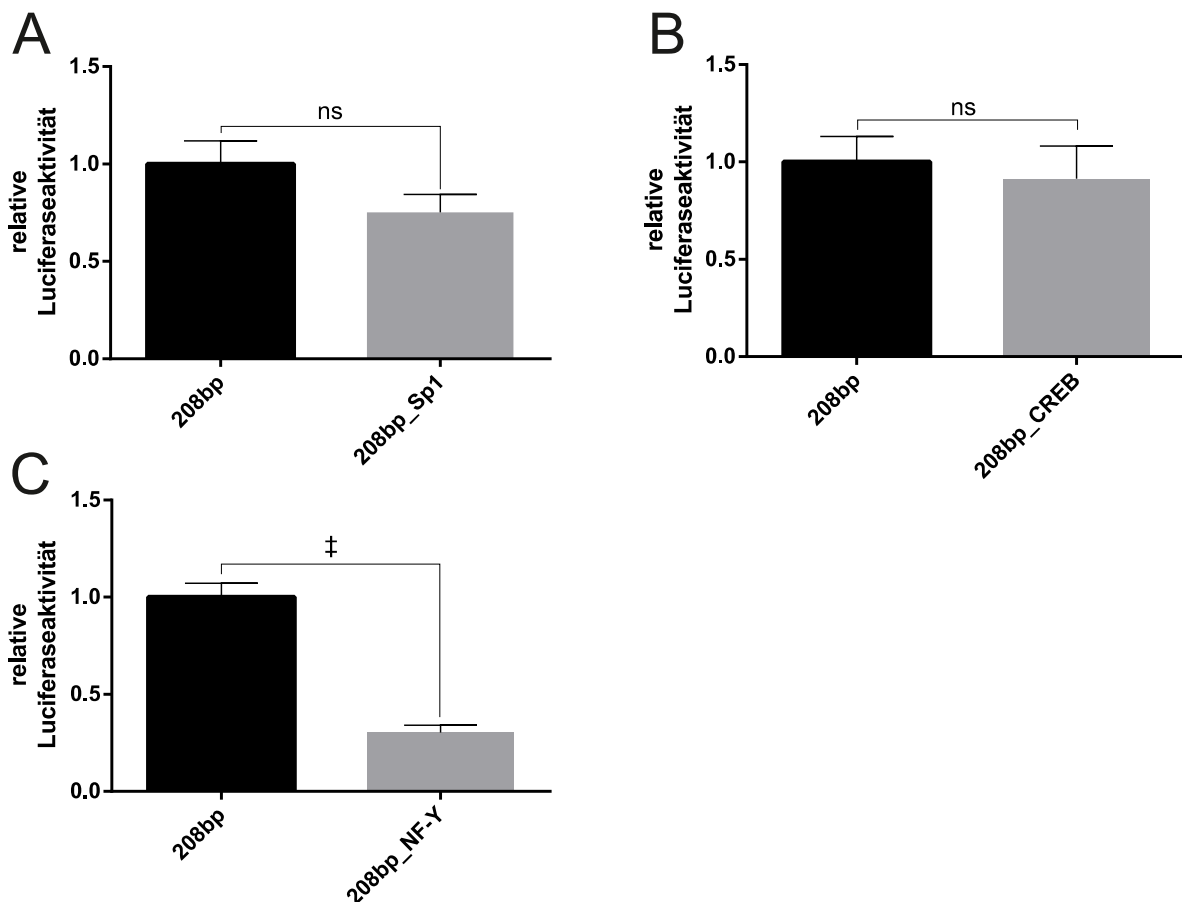 A
relative
Luciferaseaktivität
1.5
1.0
0.5
0.0
ns
208bp
208bp_Sp1
B
relative
Luciferaseaktivität
1.5
1.0
0.5
0.0
ns
208bp
208bp_CREB
C
relative
Luciferaseaktivität
1.5
1.0
0.5
0.0
‡
208bp
208bp_NF-Y